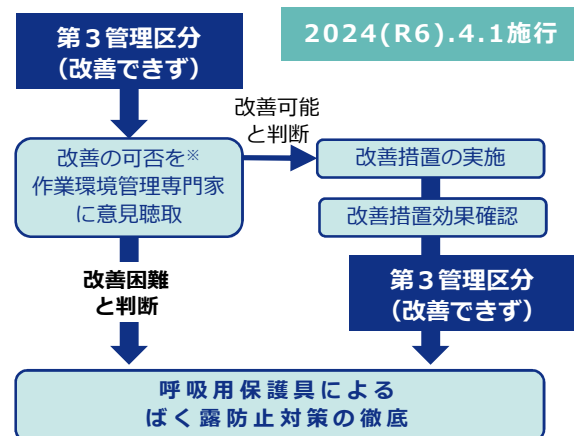 第３管理区分
（改善できず）
2024(R6).4.1施行
改善可能
と判断
改善の可否を※
作業環境管理専門家
に意見聴取
改善措置の実施
改善措置効果確認
改善困難
と判断
第３管理区分
（改善できず）
呼吸用保護具による
ばく露防止対策の徹底